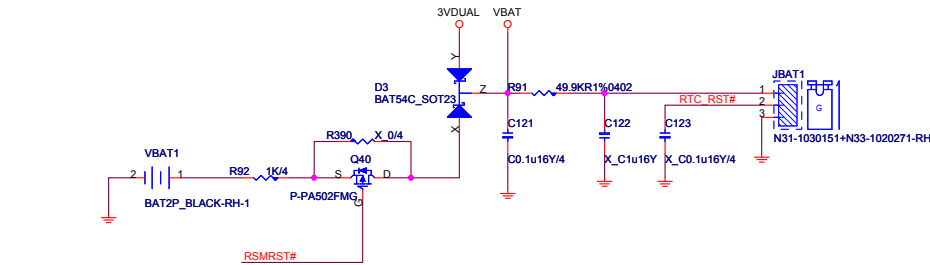 3VDUAL VBAT
Y
D3
BAT54C_SOT23
Z
R91 49.9KR1%0402
JBAT1
1
RTC_RST# 2
3
G
N31-1030151+N33-1020271-RH
X
C121
C0.1u16Y/4
C122
X_C1u16Y
C123
X_C0.1u16Y/4
R390 X_0/4
VBAT1
2 1
BAT2P_BLACK-RH-1
R92 1K/4
Q40
S D
G
P-PA502FMG
RSMRST#